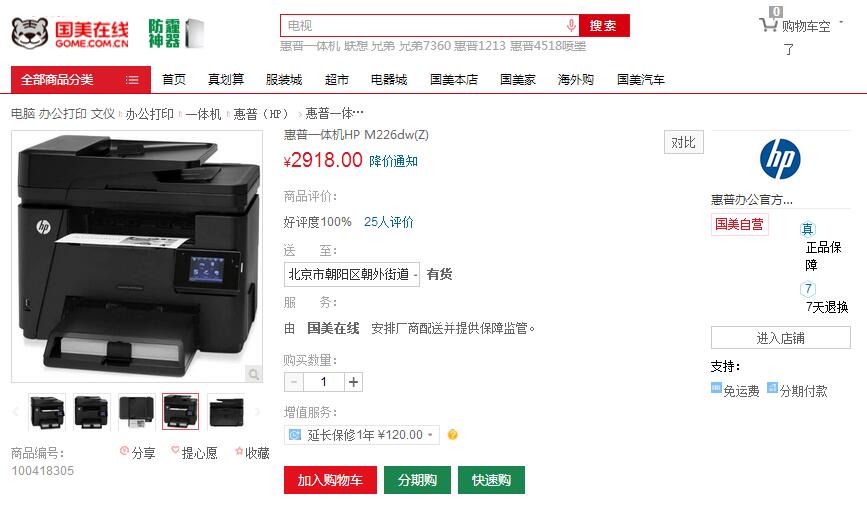 国美在线
GOME.COM.CN
防霾
神器
电视
搜索
0
购物车空了
惠普一体机 联想 兄弟 兄弟7360 惠普1213 惠普4518喷墨
全部商品分类 首页 真划算 服装城 超市 电器城 国美本店 国美家 海外购 国美汽车
电脑 办公打印 文仪 办公打印 一体机 惠普（HP） 惠普一体…
惠普一体机HP M226dw(Z)
¥2918.00 降价通知
对比
商品评价：
好评度100% 25人评价
送 至：
北京市朝阳区朝外街道 有货
服 务：
由 国美在线 安排厂商配送并提供保障监管。
购买数量：
- 1 +
增值服务：
延长保修1年 ¥120.00 ?
加入购物车 分期购 快速购
hp
商品编号：
100418305
分享 提心愿 收藏
hp
惠普办公官方...
国美自营
真
正品保障
7
7天退换
进入店铺
支持：
免运费 分期付款